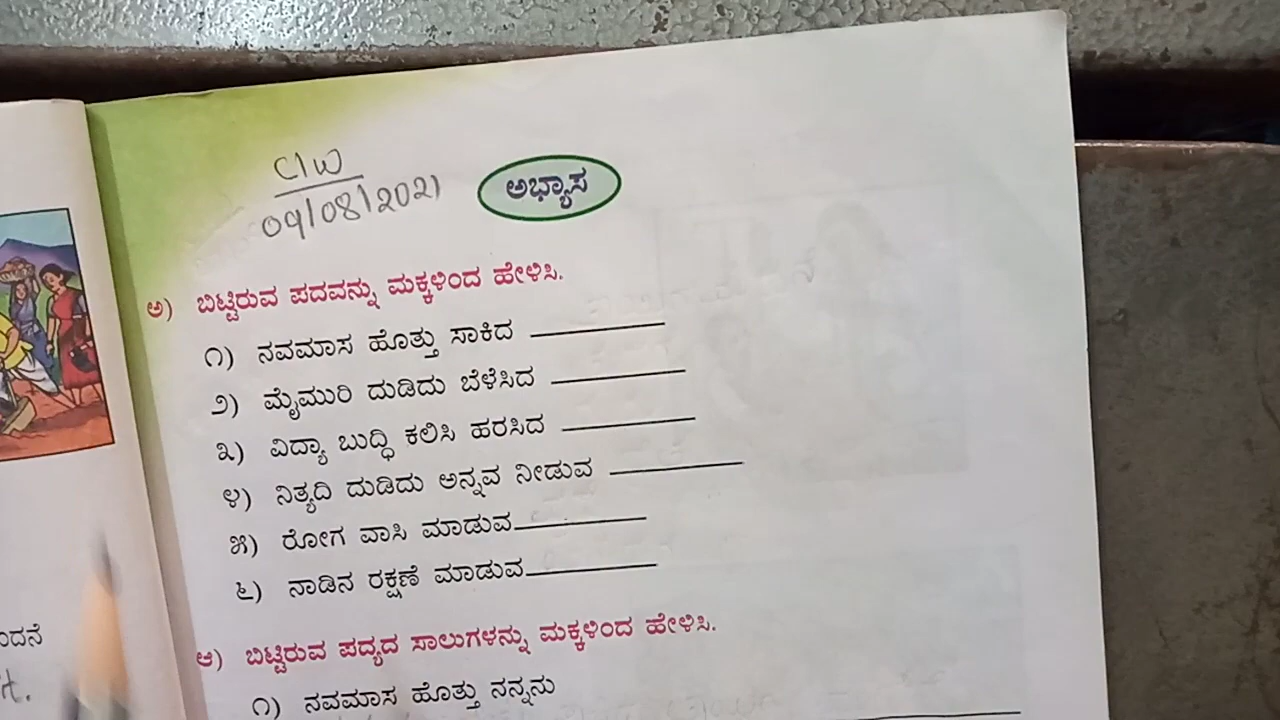 C/W
09/08/2021
ಅಭ್ಯಾಸ
ಅ) ಬಿಟ್ಟಿರುವ ಪದವನ್ನು ಮಕ್ಕಳಿಂದ ಹೇಳಿಸಿ.
೧) ನವಮಾಸ ಹೊತ್ತು ಸಾಕಿದ
೨) ಮೈಮುರಿ ದುಡಿದು ಬೆಳೆಸಿದ
೩) ವಿದ್ಯಾ ಬುದ್ಧಿ ಕಲಿಸಿ ಹರಸಿದ
೪) ನಿತ್ಯದಿ ದುಡಿದು ಅನ್ನವ ನೀಡುವ
೫) ರೋಗ ವಾಸಿ ಮಾಡುವ
೬) ನಾಡಿನ ರಕ್ಷಣೆ ಮಾಡುವ
ಆ) ಬಿಟ್ಟಿರುವ ಪದ್ಯದ ಸಾಲುಗಳನ್ನು ಮಕ್ಕಳಿಂದ ಹೇಳಿಸಿ.
೧) ನವಮಾಸ ಹೊತ್ತು ನನ್ನನು